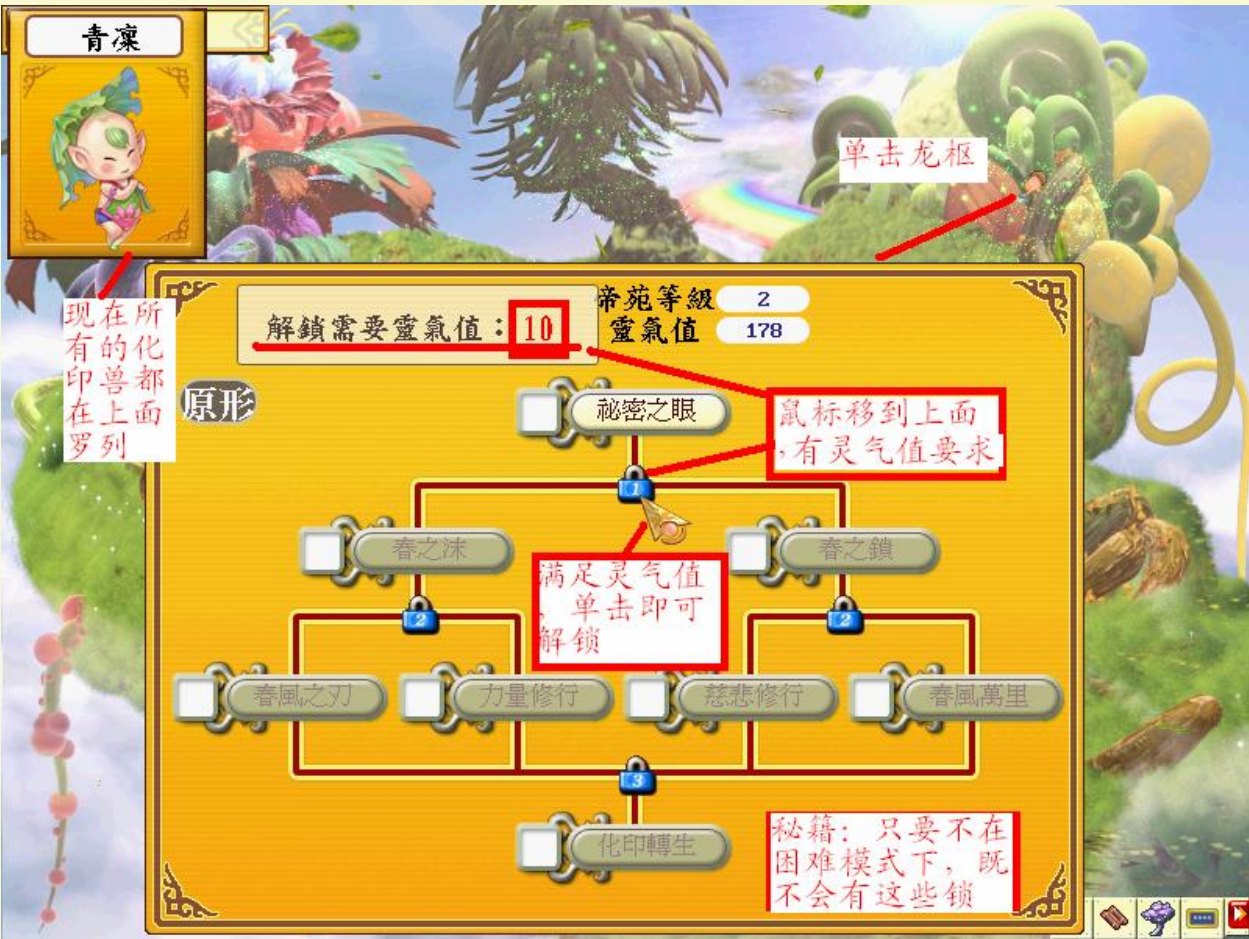 青凜
单击龙枢
现在所
有的化
印兽都
在上面
罗列
帝苑等級 2
解鎖需要靈氣值：10
靈氣值 178
原形
祕密之眼
鼠标移到上面
，有灵气值要求
1
春之沫
春之鎖
满足灵气值
，单击即可
解锁
2
2
春風之刃
力量修行
慈悲修行
春風萬里
3
化印轉生
秘籍：只要不在
困难模式下，既
不会有这些锁